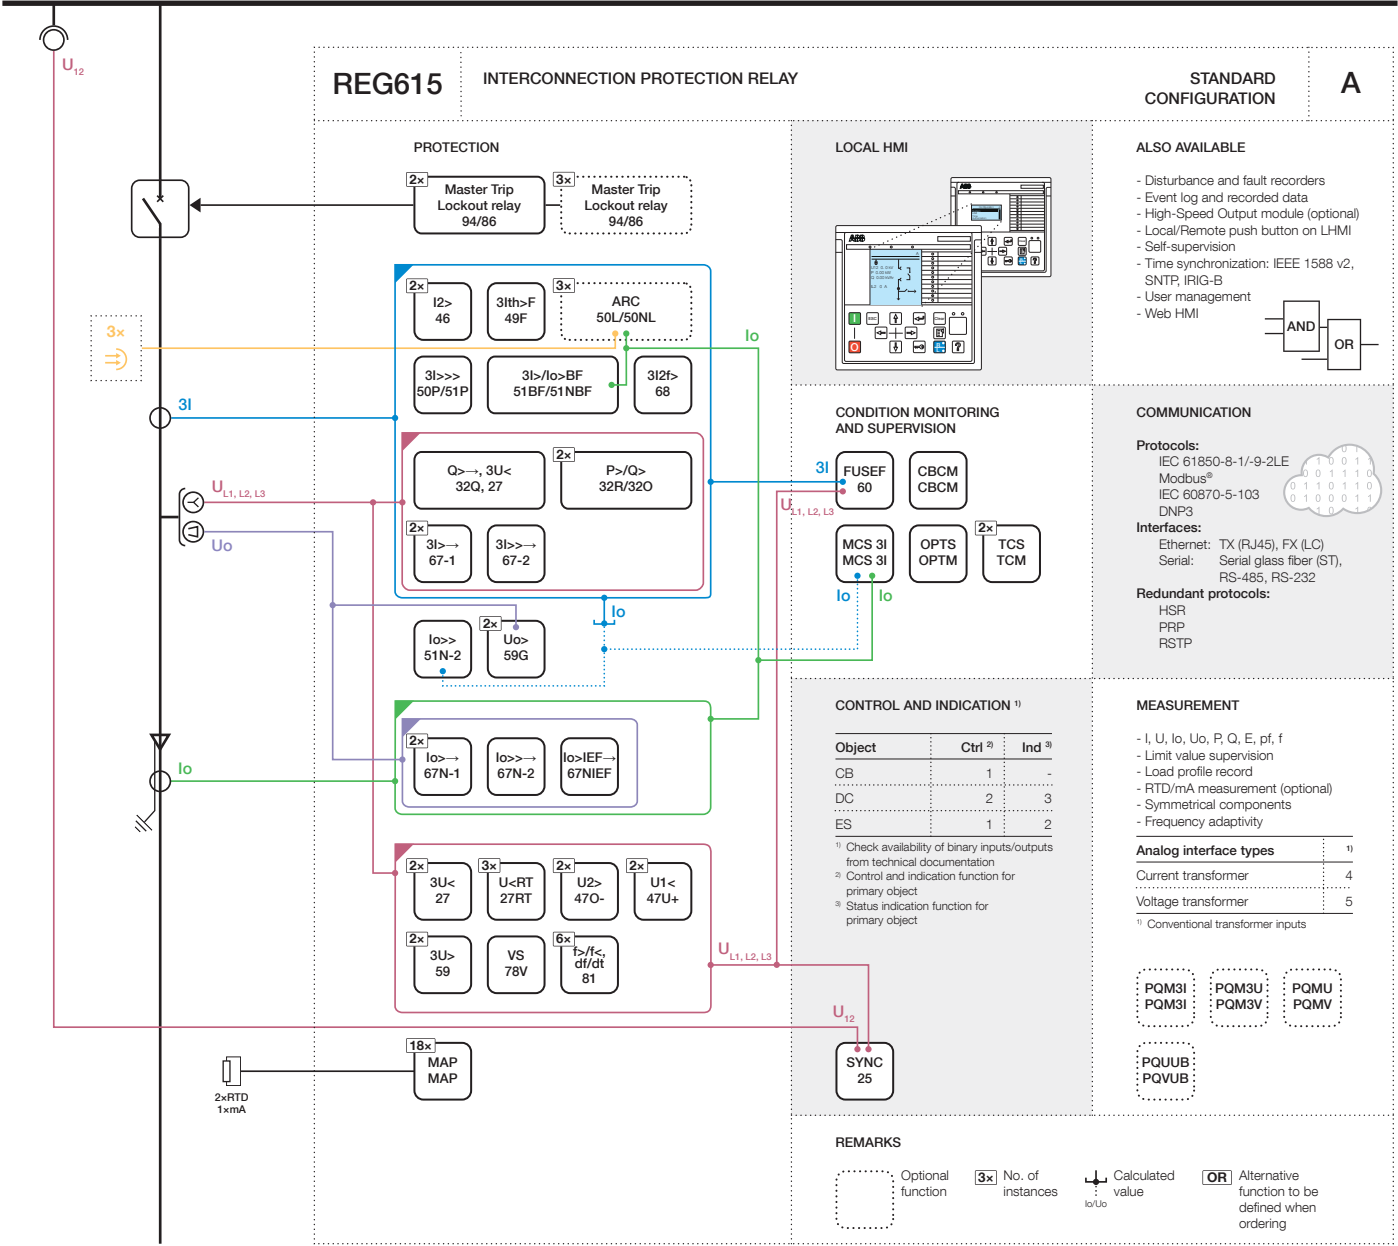 U12
REG615
INTERCONNECTION PROTECTION RELAY
STANDARD
CONFIGURATION
A
PROTECTION
2×
Master Trip
Lockout relay
94/86
3×
Master Trip
Lockout relay
94/86
2×
I2>
46
3Ith>F
49F
3×
ARC
50L/50NL
3×
Io
3I>>>
50P/51P
3I>/Io>BF
51BF/51NBF
3I2f>
68
3I
Q>→, 3U<
32Q, 27
2×
P>/Q>
32R/32O
UL1, L2, L3
Uo
2×
3I>→
67-1
3I>>→
67-2
Io
Io>>
51N-2
2×
Uo>
59G
2×
Io>→
67N-1
Io>>→
67N-2
Io>IEF→
67NIEF
Io
2×
3U<
27
3×
U<RT
27RT
2×
U2>
47O-
2×
U1<
47U+
2×
3U>
59
VS
78V
6×
f>/f<,
df/dt
81
UL1, L2, L3
U12
18×
MAP
MAP
2xRTD
1xmA
LOCAL HMI
ABB
ABB
ESC
Clear
CONDITION MONITORING
AND SUPERVISION
3I
FUSEF
60
CBCM
CBCM
UL1, L2, L3
MCS 3I
MCS 3I
OPTS
OPTM
2×
TCS
TCM
Io
Io
CONTROL AND INDICATION 1)
Object Ctrl 2) Ind 3)
CB 1 -
DC 2 3
ES 1 2
1) Check availability of binary inputs/outputs
from technical documentation
2) Control and indication function for
primary object
3) Status indication function for
primary object
SYNC
25
ALSO AVAILABLE
- Disturbance and fault recorders
- Event log and recorded data
- High-Speed Output module (optional)
- Local/Remote push button on LHMI
- Self-supervision
- Time synchronization: IEEE 1588 v2,
SNTP, IRIG-B
- User management
- Web HMI
AND
OR
COMMUNICATION
Protocols:
IEC 61850-8-1/-9-2LE
Modbus®
IEC 60870-5-103
DNP3
Interfaces:
Ethernet: TX (RJ45), FX (LC)
Serial: Serial glass fiber (ST),
RS-485, RS-232
Redundant protocols:
HSR
PRP
RSTP
MEASUREMENT
- I, U, Io, Uo, P, Q, E, pf, f
- Limit value supervision
- Load profile record
- RTD/mA measurement (optional)
- Symmetrical components
- Frequency adaptivity
Analog interface types 1)
Current transformer 4
Voltage transformer 5
1) Conventional transformer inputs
PQM3I
PQM3I
PQM3U
PQM3V
PQMU
PQMV
PQUUB
PQVUB
REMARKS
Optional
function
3×
No. of
instances
Io/Uo
Calculated
value
OR
Alternative
function to be
defined when
ordering